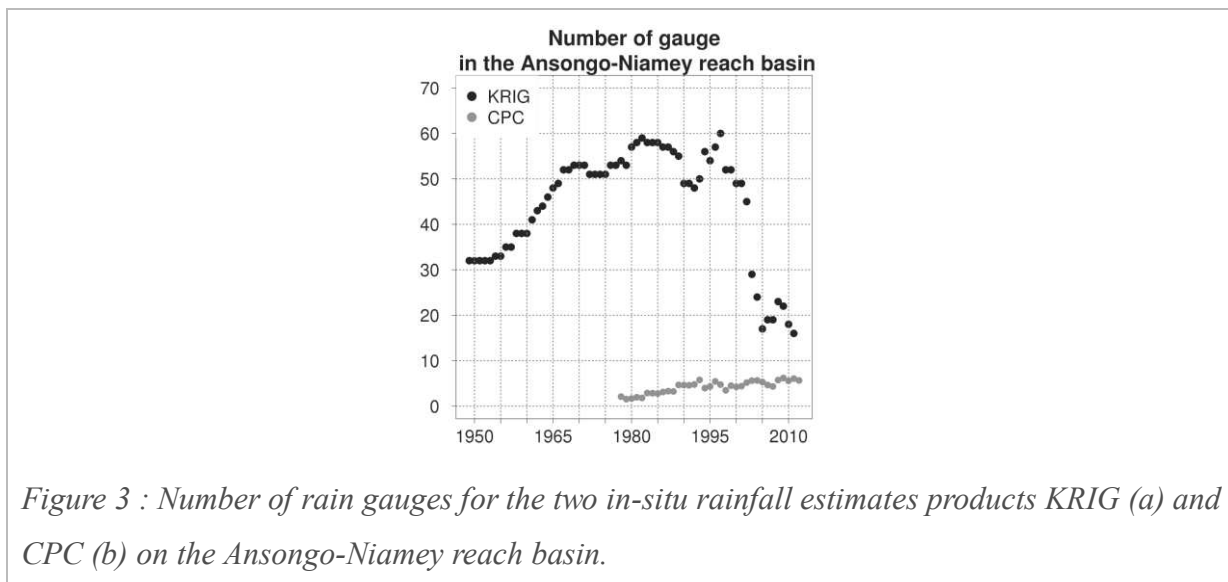 Number of gauge
in the Ansongo-Niamey reach basin
70
KRIG
CPC
60
50
40
30
20
10
0
1950 1965 1980 1995 2010
Figure 3 : Number of rain gauges for the two in-situ rainfall estimates products KRIG (a) and
CPC (b) on the Ansongo-Niamey reach basin.